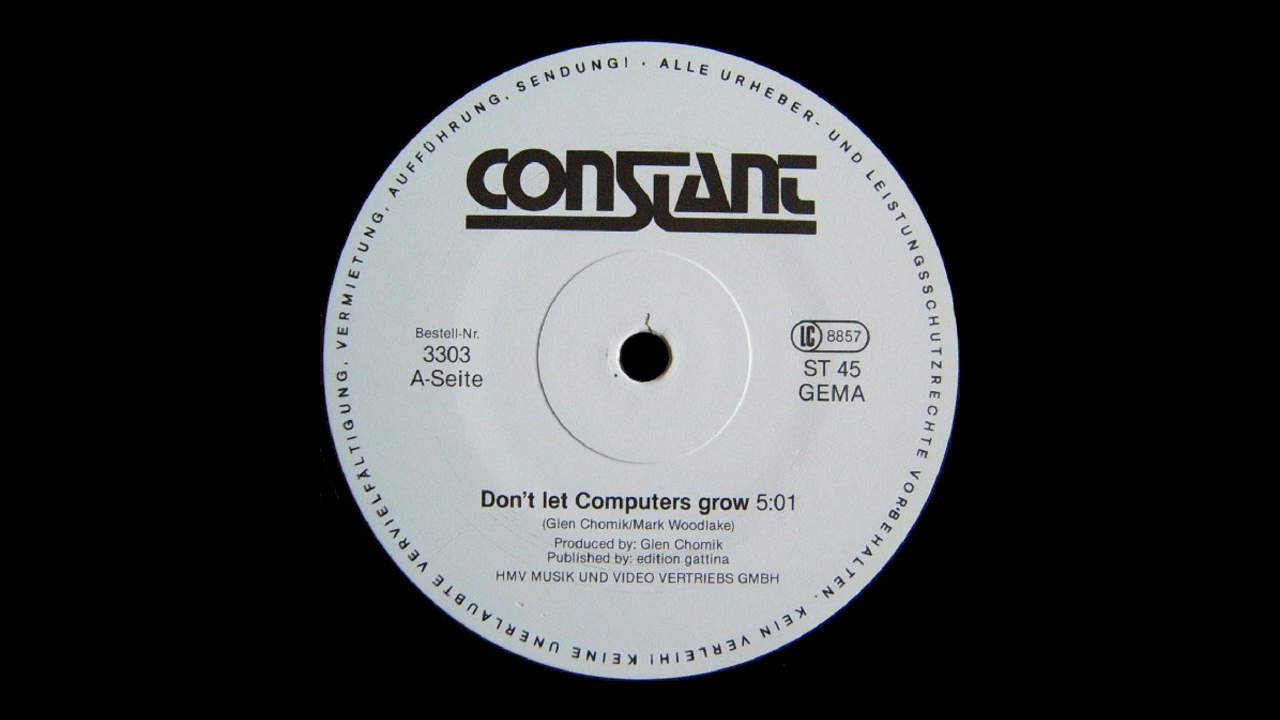 ALLE URHEBER- UND LEISTUNGSSCHUTZRECHTE VORBEHALTEN. KEIN VERLEIH! KEINE UNERLAUBTE VERVIELFÄLTIGUNG, VERMIETUNG, AUFFÜHRUNG, SENDUNG! ·
CONSTANT
Bestell-Nr.
3303
A-Seite
LC 8857
ST 45
GEMA
Don't let Computers grow 5:01
(Glen Chomik/Mark Woodlake)
Produced by: Glen Chomik
Published by: edition gattina
HMV MUSIK UND VIDEO VERTRIEBS GMBH